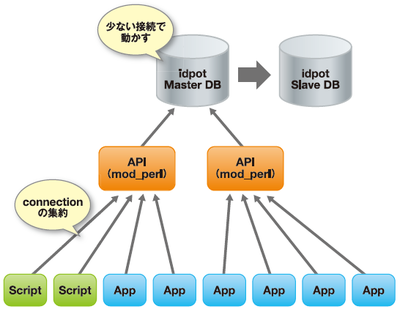 少ない接続で
動かす
idpot
Master DB
idpot
Slave DB
API
(mod_perl)
API
(mod_perl)
connection
の集約
Script
Script
App
App
App
App
App
App